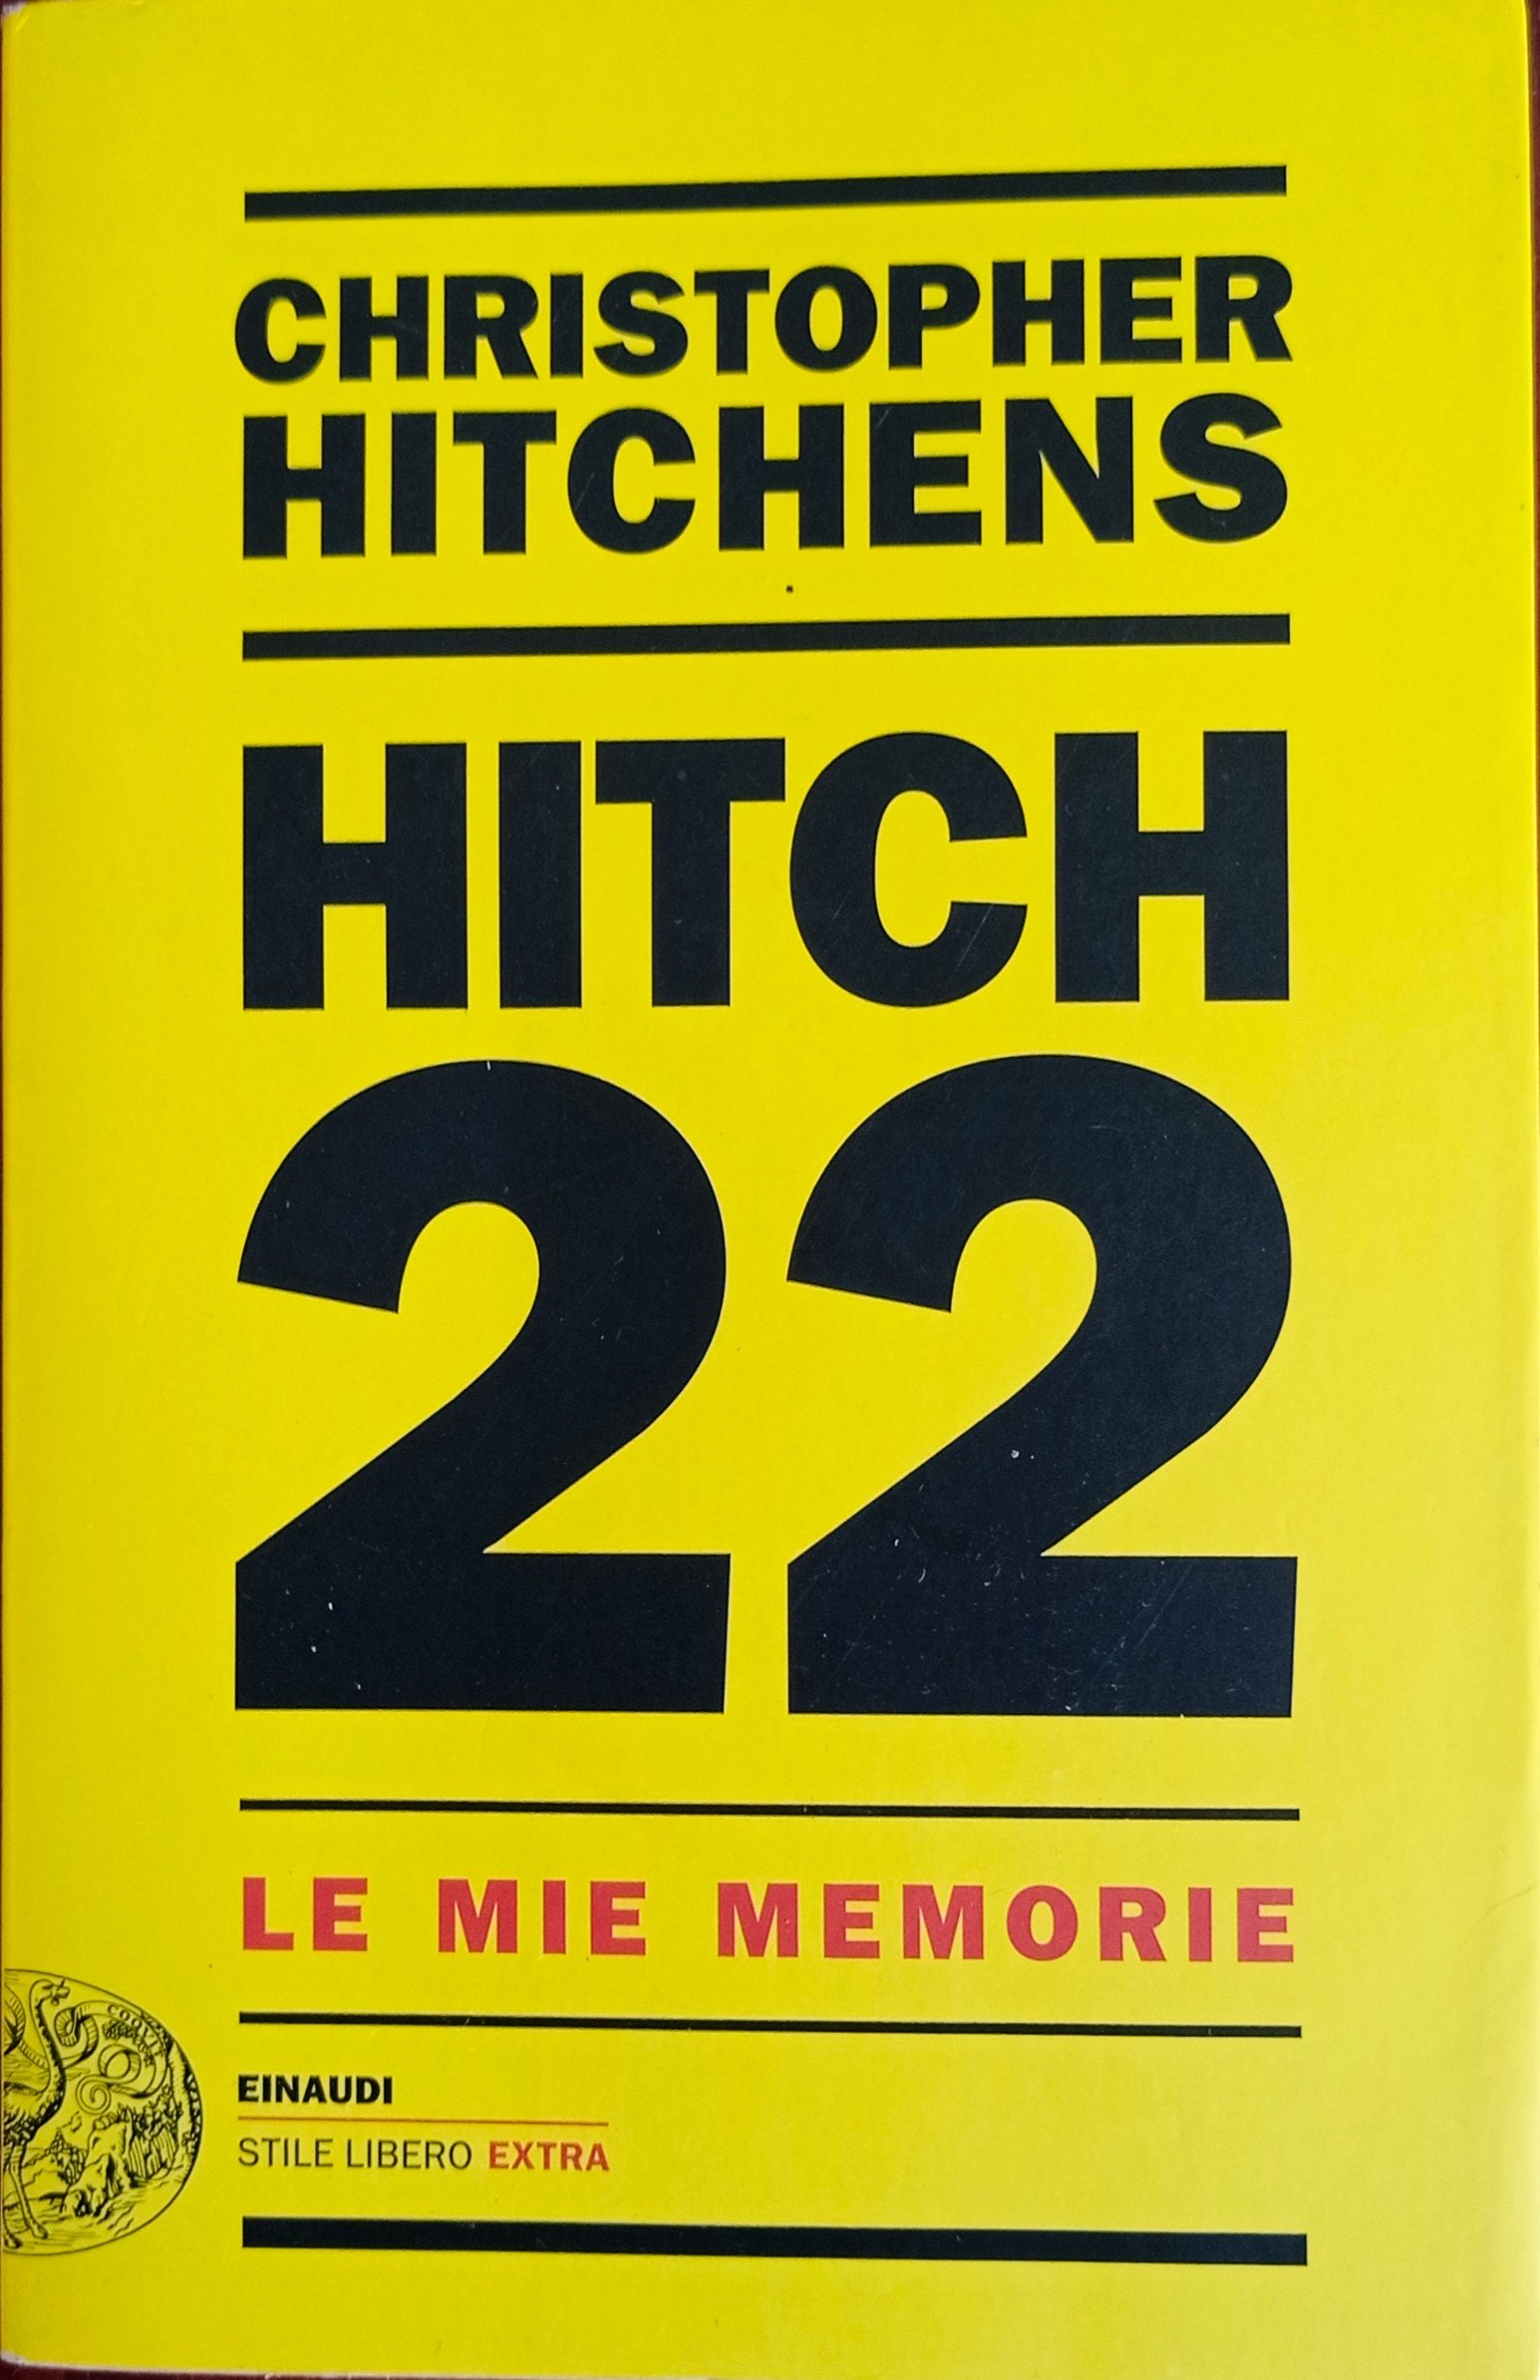 CHRISTOPHER
HITCHENS
HITCH
22
LE MIE MEMORIE
EINAUDI
STILE LIBERO EXTRA